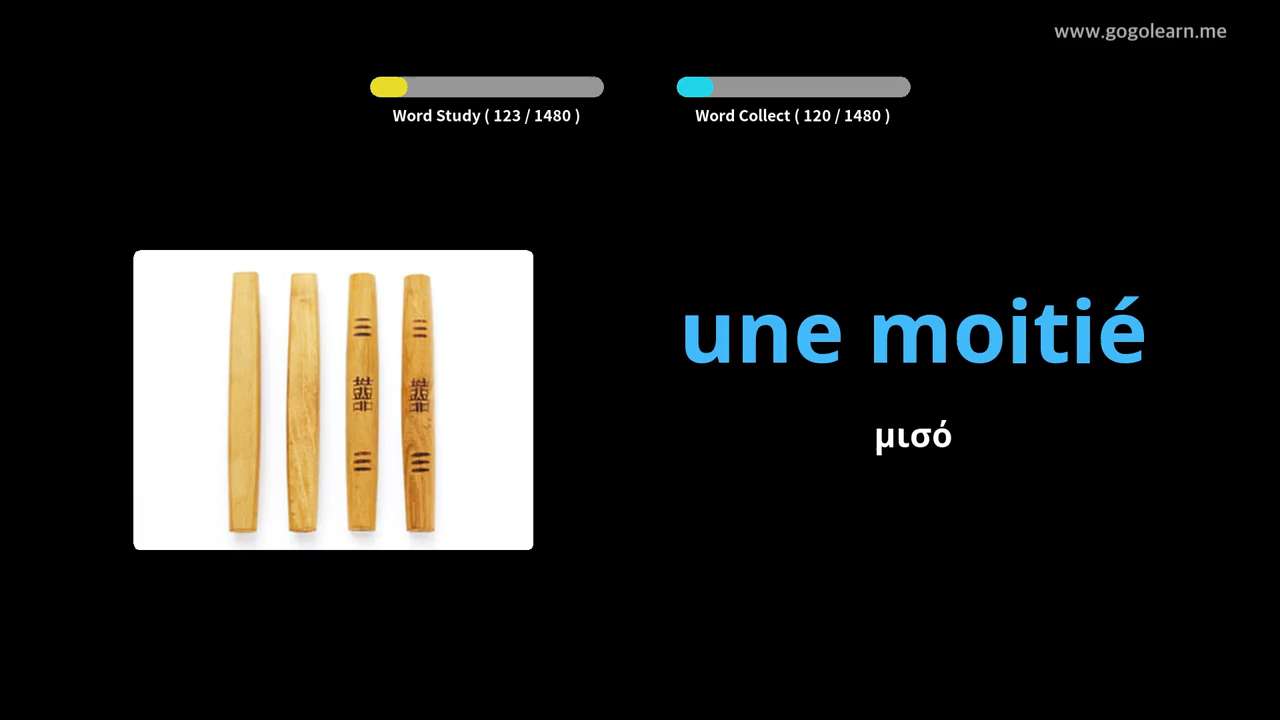 www.gogolearn.me
Word Study ( 123 / 1480 )
Word Collect ( 120 / 1480 )
une moitié
μισό